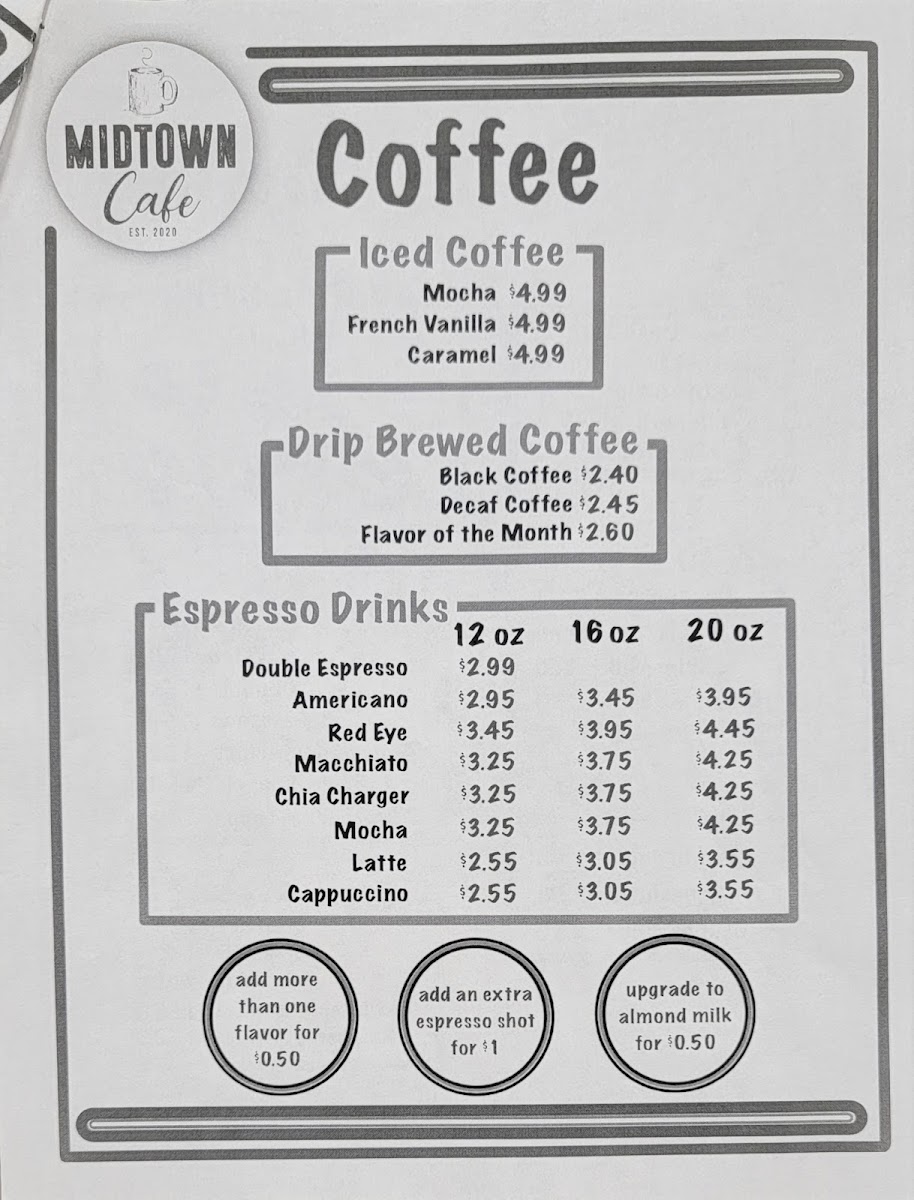 MIDTOWN
Cafe
EST. 2020
Coffee
Iced Coffee
Mocha $4.99
French Vanilla $4.99
Caramel $4.99
Drip Brewed Coffee
Black Coffee $2.40
Decaf Coffee $2.45
Flavor of the Month $2.60
Espresso Drinks
12 oz 16 oz 20 oz
Double Espresso $2.99
Americano $2.95 $3.45 $3.95
Red Eye $3.45 $3.95 $4.45
Macchiato $3.25 $3.75 $4.25
Chia Charger $3.25 $3.75 $4.25
Mocha $3.25 $3.75 $4.25
Latte $2.55 $3.05 $3.55
Cappuccino $2.55 $3.05 $3.55
add more
than one
flavor for
$0.50
add an extra
espresso shot
for $1
upgrade to
almond milk
for $0.50